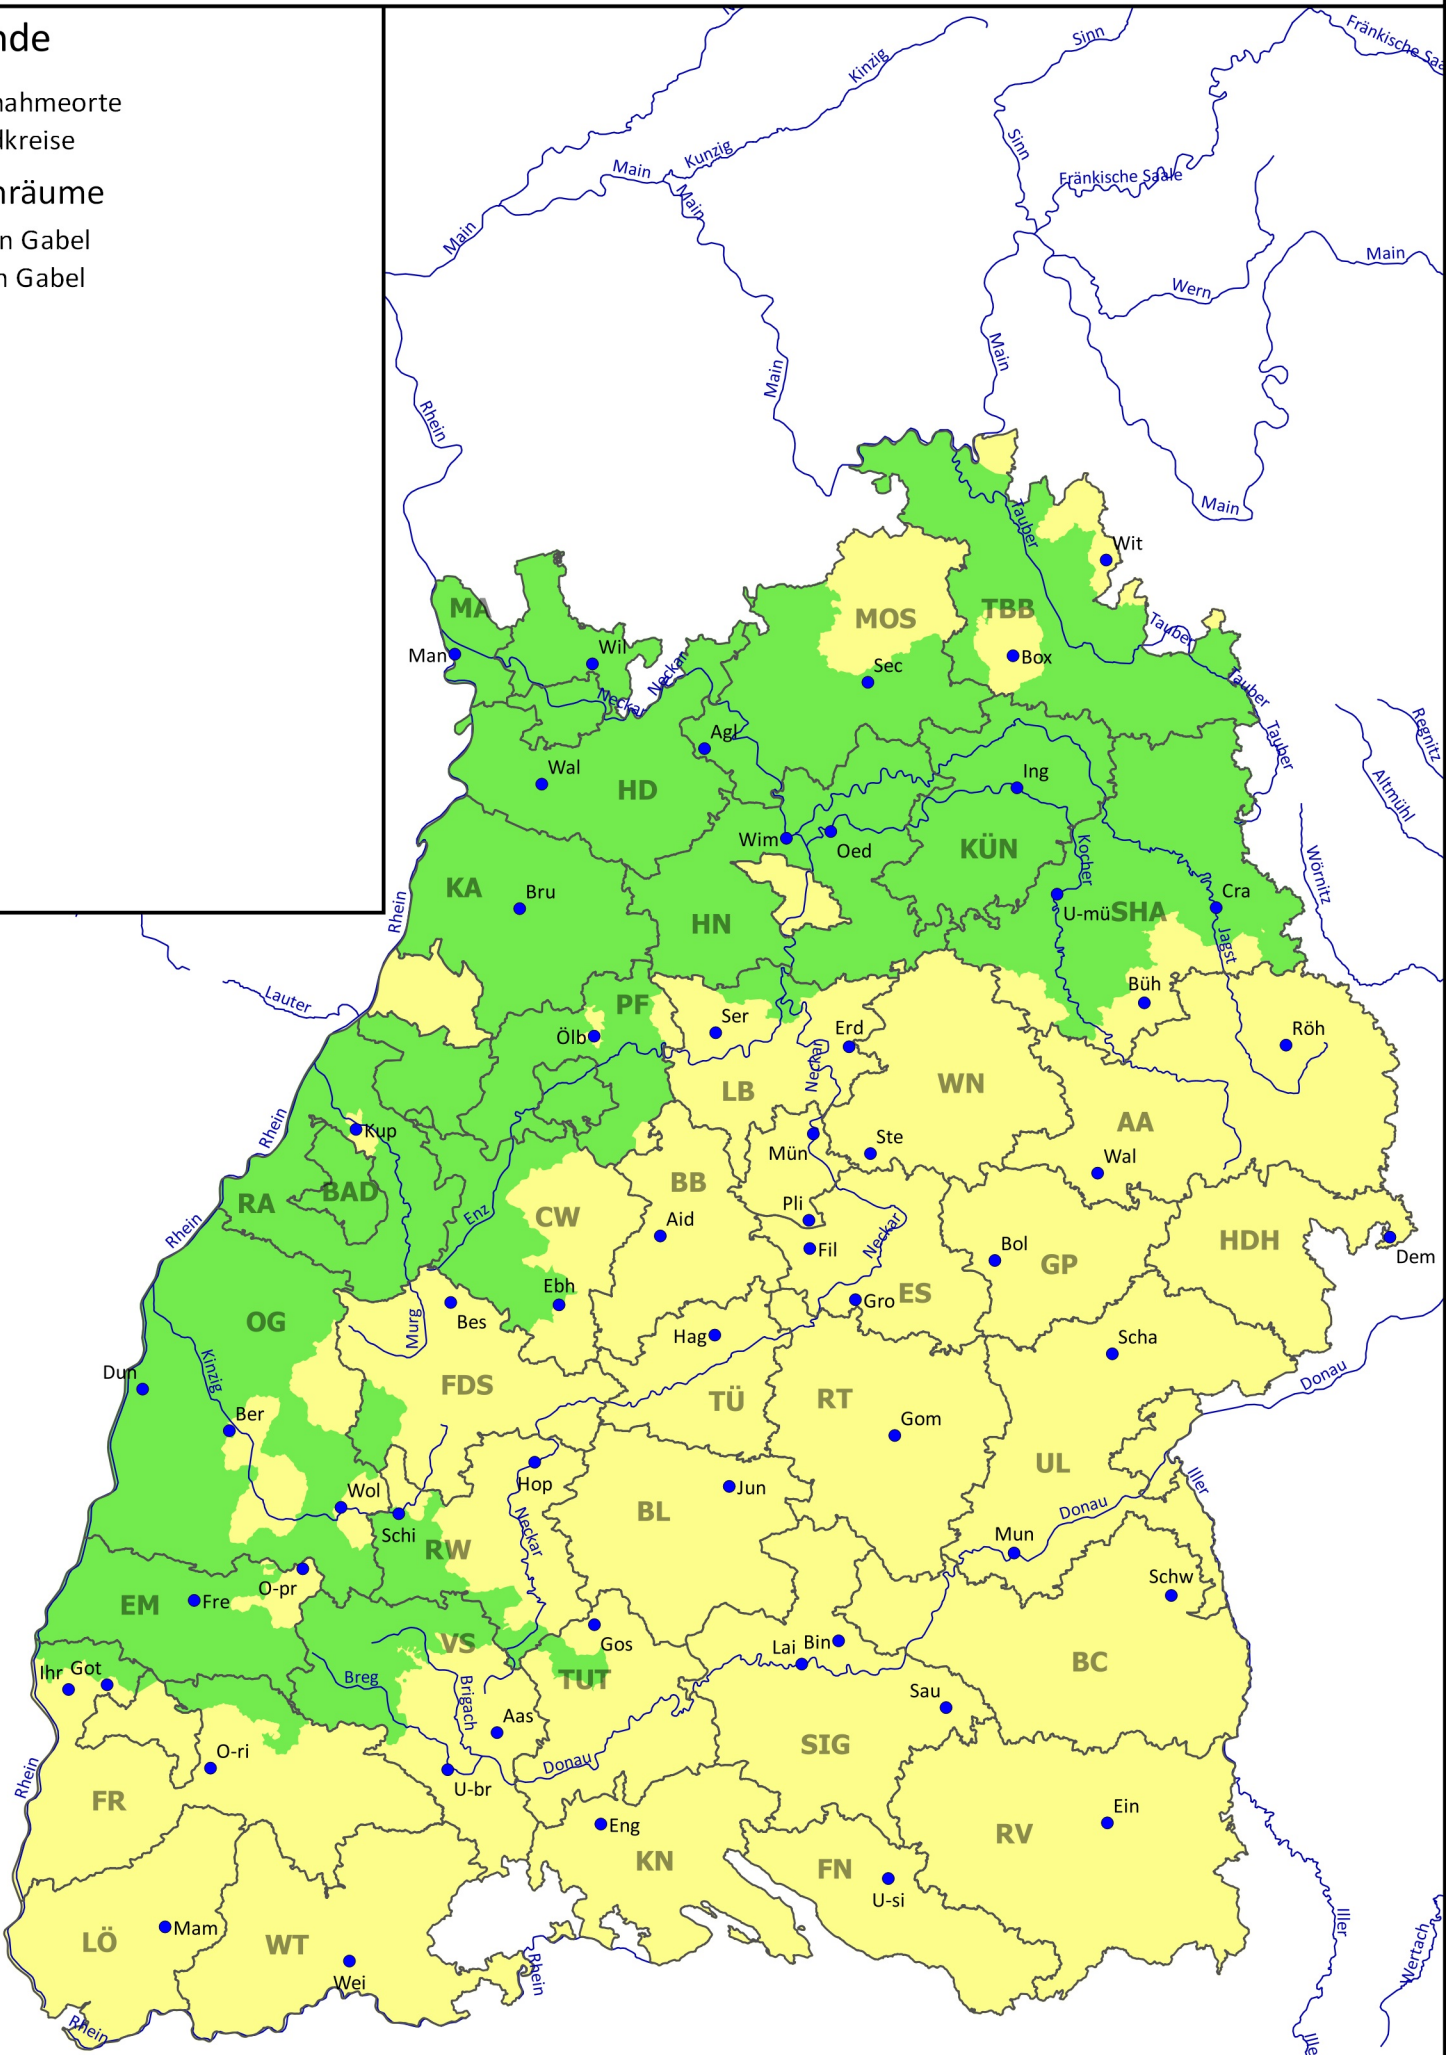 nde
nahmeorte
dkreise
nräume
n Gabel
n Gabel
Sinn
Fränkische Saa
Kinzig
Kunzig
Main
Sinn
Fränkische Saale
Main
Main
Main
Wern
Main
Main
Rhein
Main
Tauber
Wit
MA
MOS
TBB
Tauber
Man
Wil
Neckar
Sec
Box
Neckar
Tauber
Regnitz
Agl
Tauber
Wal
HD
Ing
Altmühl
Wim
Oed
KÜN
Kocher
Wörnitz
KA
Bru
Rhein
HN
U-mü
SHA
Cra
Jagst
Lauter
PF
Büh
Ölb
Ser
Erd
Röh
Neckar
LB
WN
Rhein
Kup
AA
Mün
Ste
Wal
RA
BAD
BB
CW
Enz
Aid
Pli
Rhein
Fil
Neckar
Bol
GP
HDH
Dem
Ebh
ES
Gro
OG
Bes
Murg
Hag
Scha
Dun
Kinzig
FDS
TÜ
RT
Donau
Ber
Gom
UL
Wol
Hop
Jun
Iller
Schi
BL
Donau
Neckar
RW
Mun
O-pr
Schw
EM
Fre
VS
Gos
Lai
Bin
BC
Ihr
Got
Breg
TUT
Brigach
Sau
Aas
SIG
O-ri
Donau
Rhein
U-br
FR
Ein
Eng
RV
KN
FN
U-si
LÖ
Mam
WT
Iller
Wei
Rhein
Wertach
Rhein
Ille